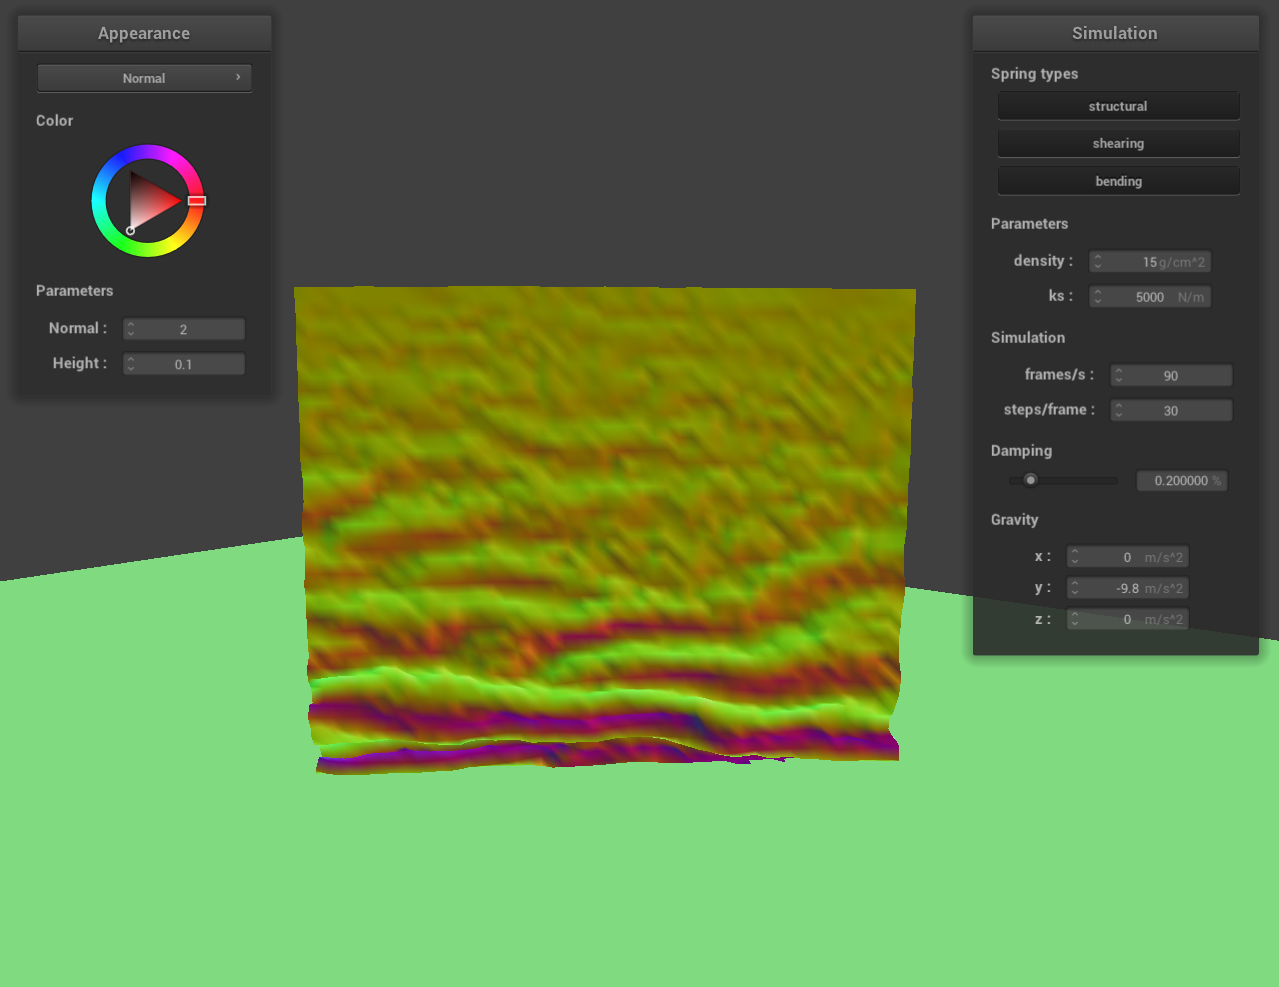 Appearance
Normal ›
Color
Parameters
Normal : 2
Height : 0.1
Simulation
Spring types
structural
shearing
bending
Parameters
density : 15 g/cm^2
ks : 5000 N/m
Simulation
frames/s : 90
steps/frame : 30
Damping
0.200000 %
Gravity
x : 0 m/s^2
y : -9.8 m/s^2
z : 0 m/s^2